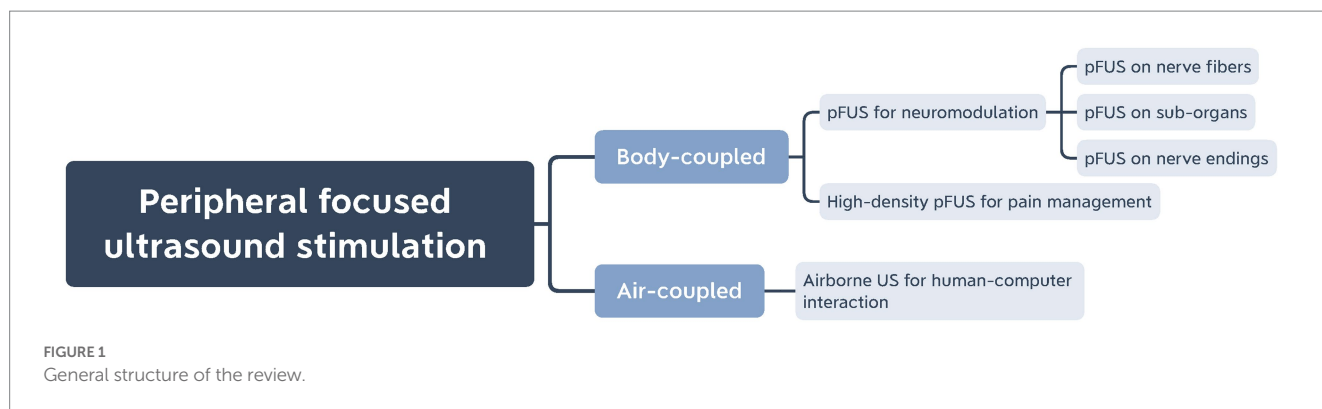 Peripheral focused
ultrasound stimulation
Body-coupled
pFUS for neuromodulation
pFUS on nerve fibers
pFUS on sub-organs
pFUS on nerve endings
High-density pFUS for pain management
Air-coupled
Airborne US for human-computer
interaction
FIGURE 1
General structure of the review.